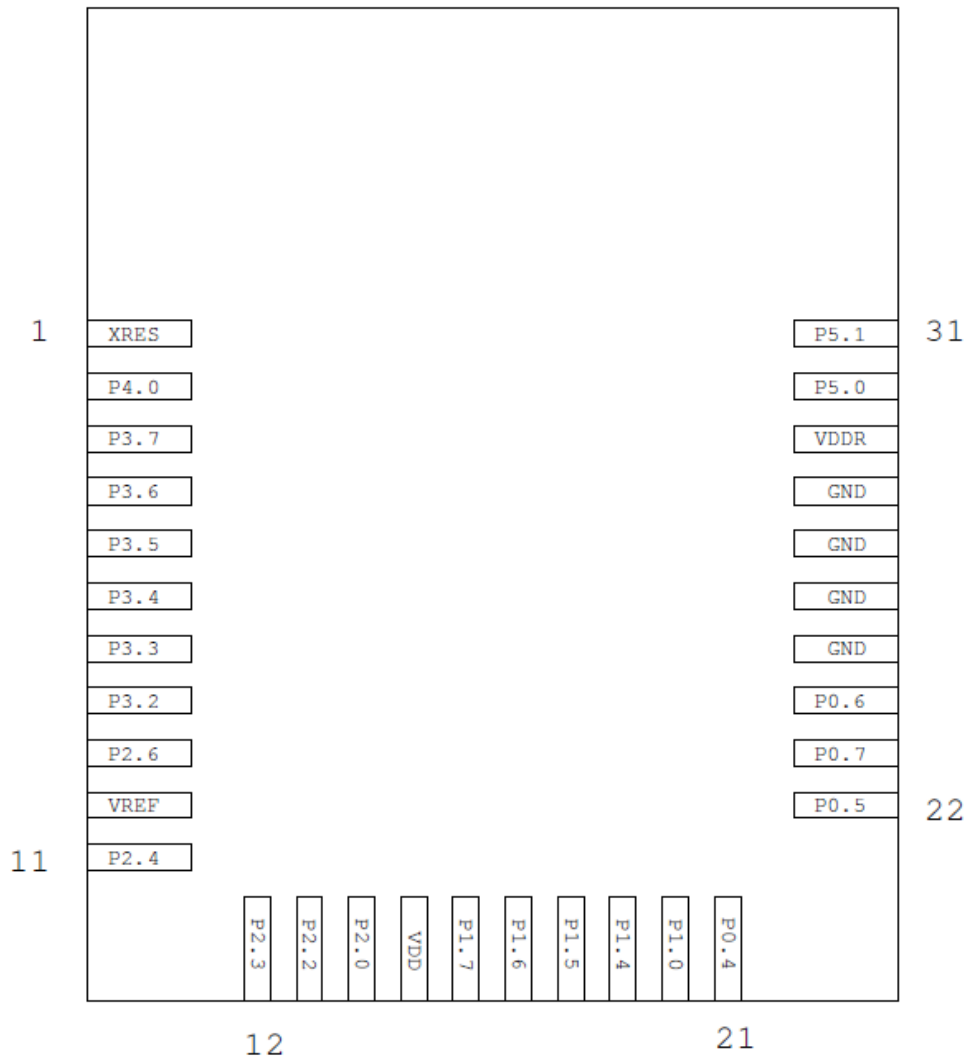 1 XRES P5.1 31
P4.0 P5.0
P3.7 VDDR
P3.6 GND
P3.5 GND
P3.4 GND
P3.3 GND
P3.2 P0.6
P2.6 P0.7
VREF P0.5 22
11 P2.4
P2.3 P2.2 P2.0 VDD P1.7 P1.6 P1.5 P1.4 P1.0 P0.4
12 21